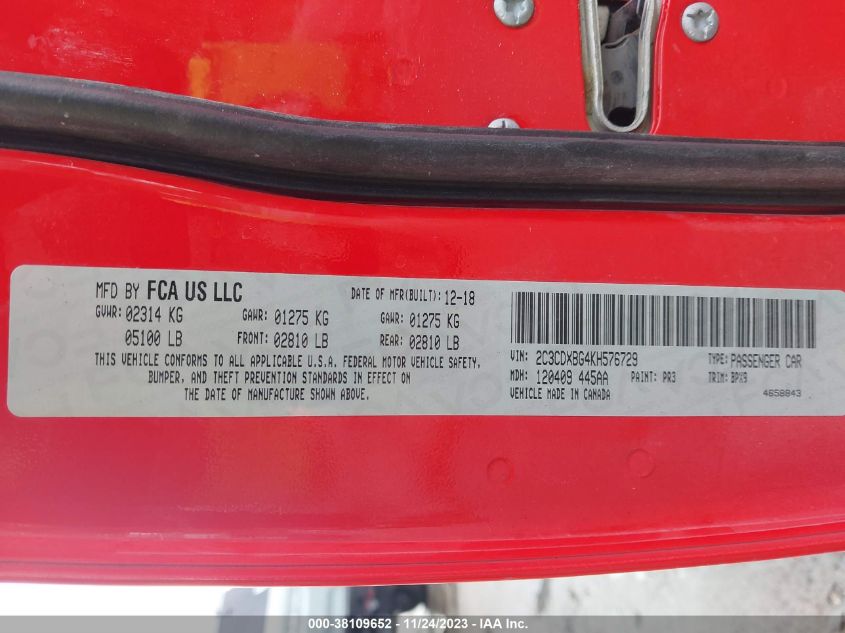 MFD BY FCA US LLC DATE OF MFR(BUILT): 12-18
GVWR: 02314 KG GAWR: 01275 KG GAWR: 01275 KG
05100 LB FRONT: 02810 LB REAR: 02810 LB
THIS VEHICLE CONFORMS TO ALL APPLICABLE U.S.A. FEDERAL MOTOR VEHICLE SAFETY,
BUMPER, AND THEFT PREVENTION STANDARDS IN EFFECT ON
THE DATE OF MANUFACTURE SHOWN ABOVE.
VIN: 2C3CDXBG4KH576729 TYPE: PASSENGER CAR
MDH: 120409 445AA PAINT: PR3 TRIM: BPX9
VEHICLE MADE IN CANADA 4658843
000-38109652 - 11/24/2023 - IAA Inc.